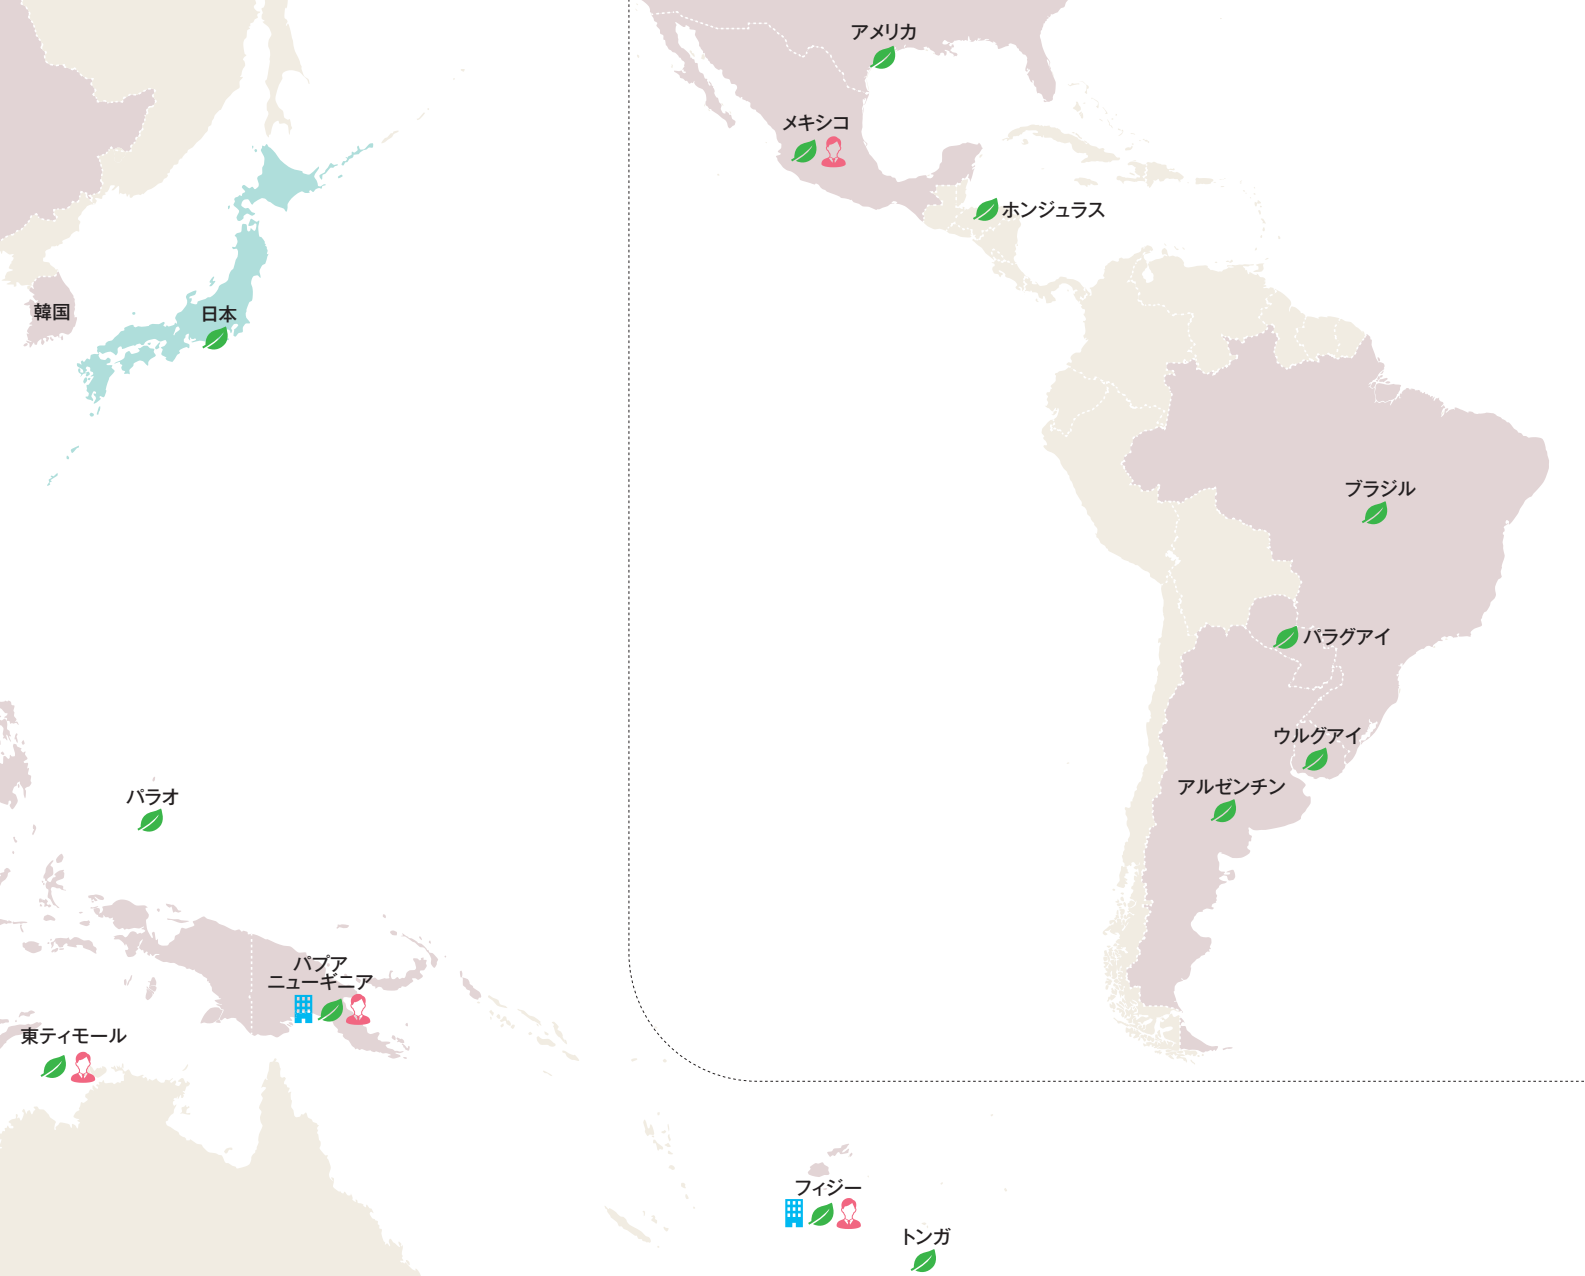 アメリカ
メキシコ
ホンジュラス
韓国
日本
ブラジル
パラグアイ
ウルグアイ
アルゼンチン
パラオ
パプア
ニューギニア
東ティモール
フィジー
トンガ